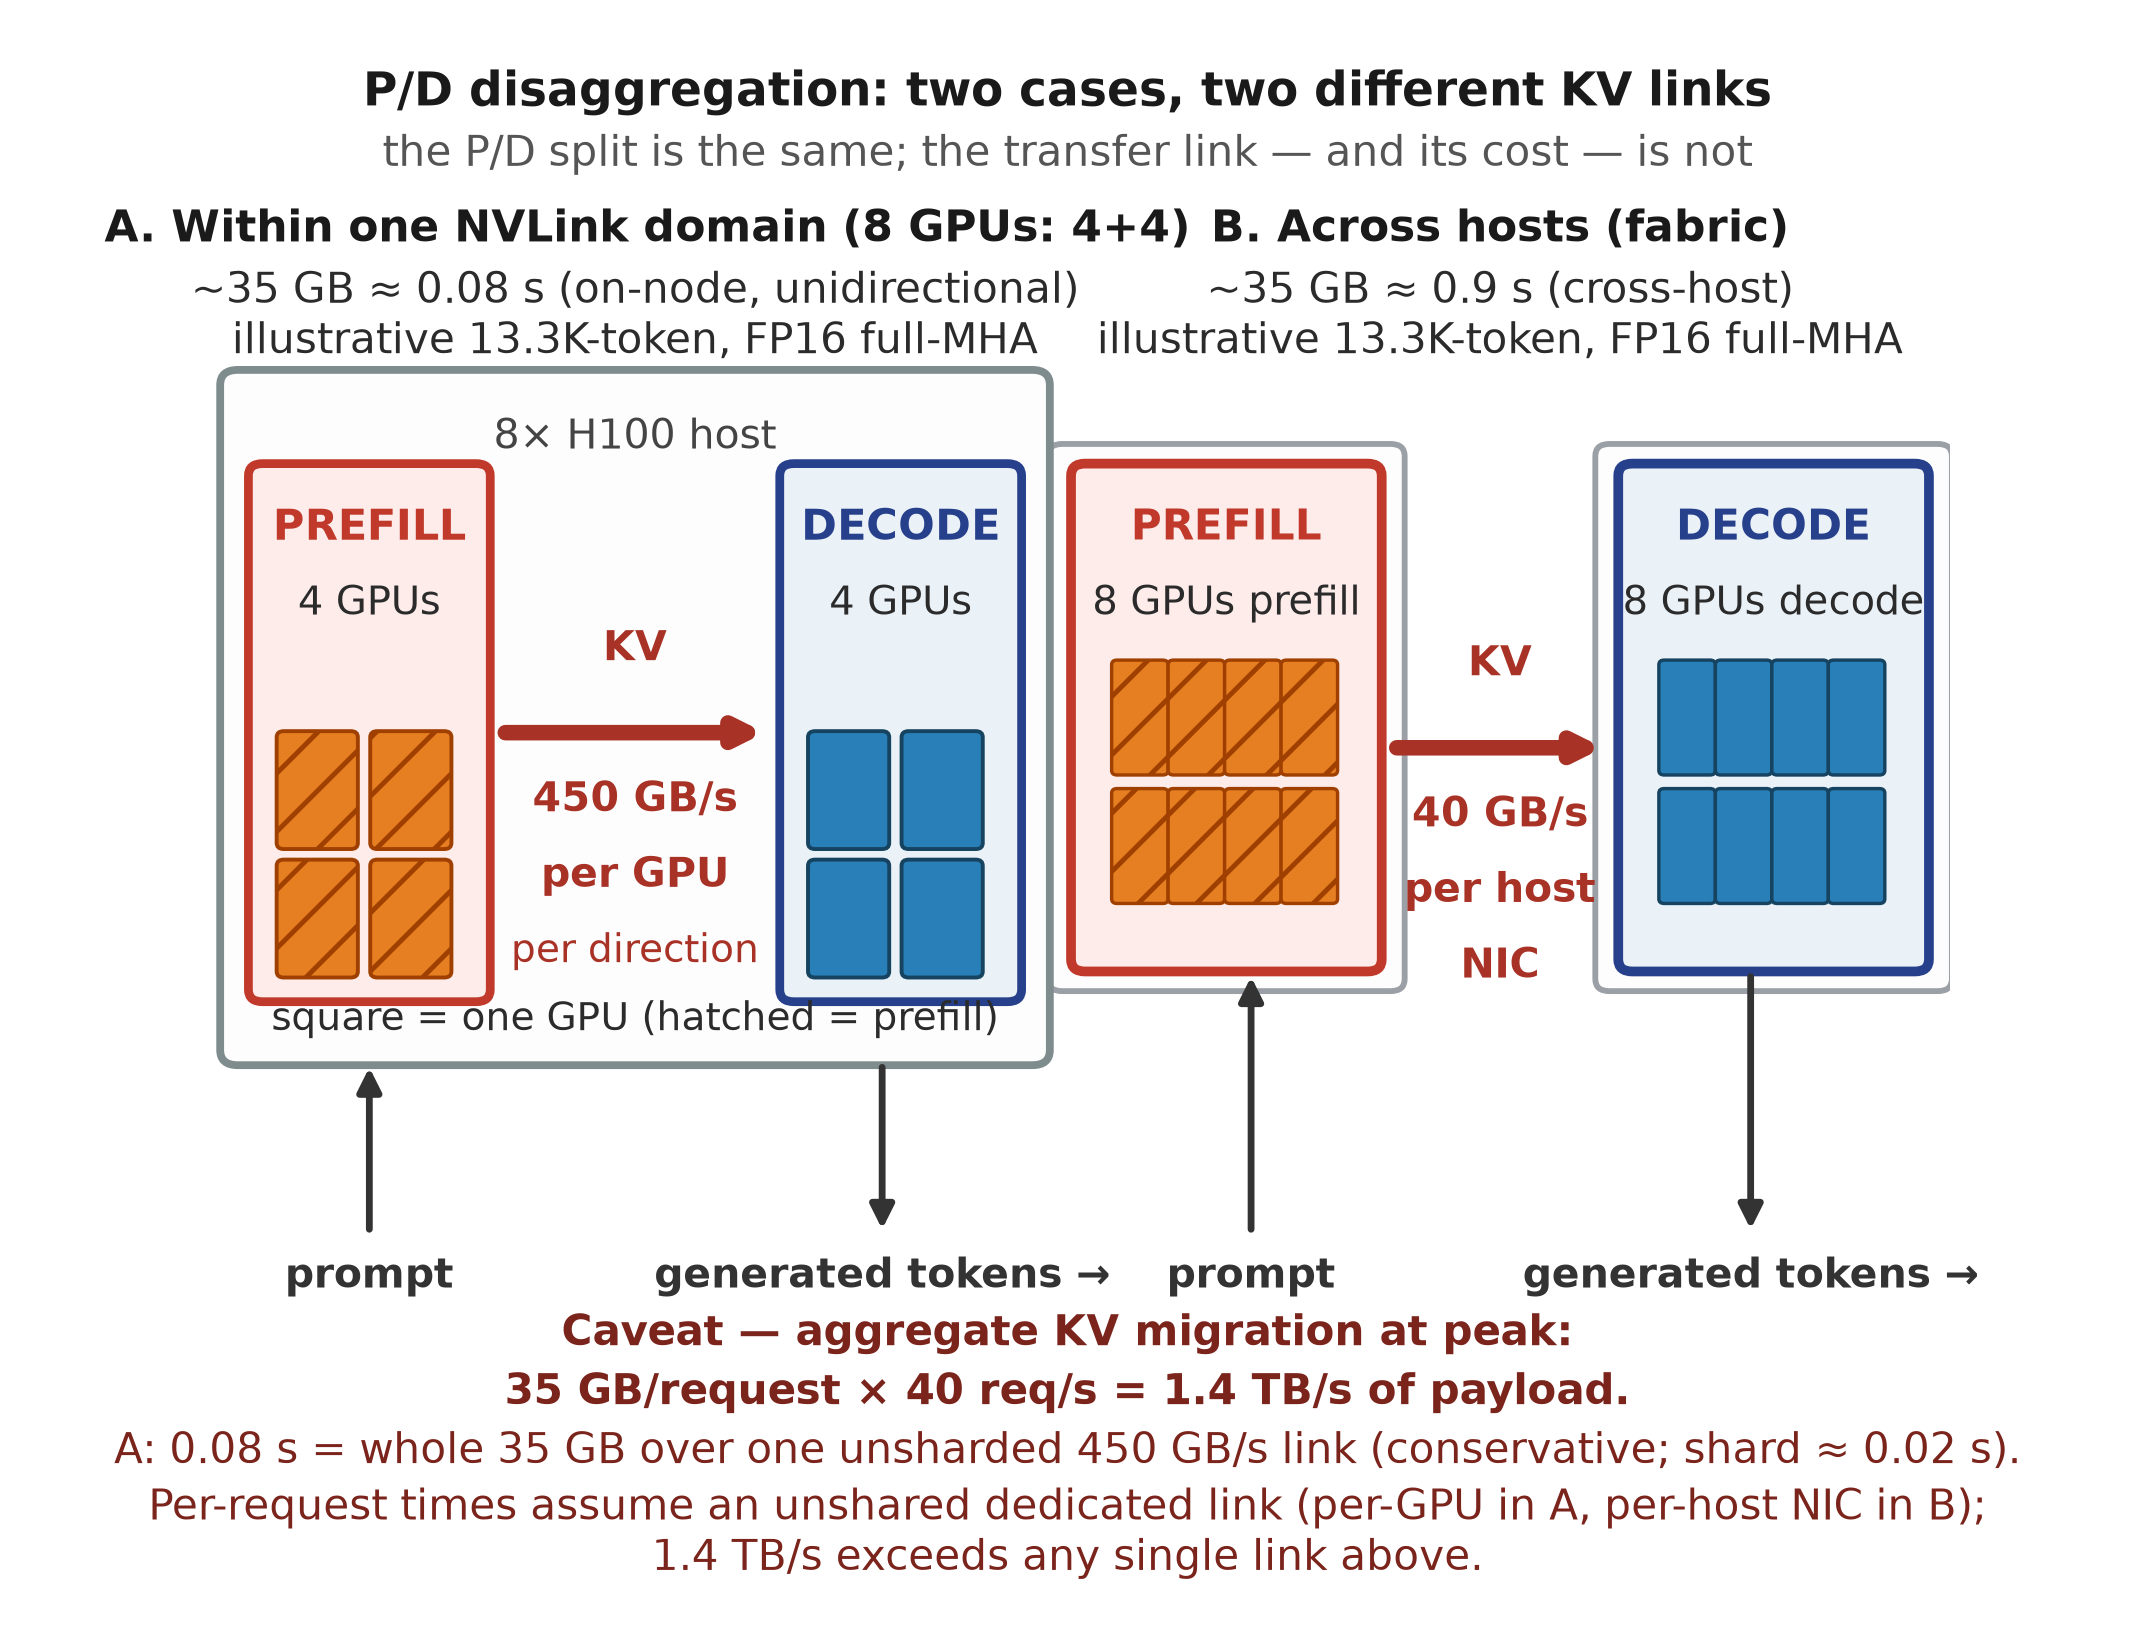 P/D disaggregation: two cases, two different KV links
the P/D split is the same; the transfer link — and its cost — is not
A. Within one NVLink domain (8 GPUs: 4+4)
~35 GB ≈ 0.08 s (on-node, unidirectional)
illustrative 13.3K-token, FP16 full-MHA
8× H100 host
PREFILL
4 GPUs
KV
450 GB/s
per GPU
per direction
DECODE
4 GPUs
square = one GPU (hatched = prefill)
prompt
generated tokens →
B. Across hosts (fabric)
~35 GB ≈ 0.9 s (cross-host)
illustrative 13.3K-token, FP16 full-MHA
PREFILL
8 GPUs prefill
KV
40 GB/s
per host
NIC
DECODE
8 GPUs decode
prompt
generated tokens →
Caveat — aggregate KV migration at peak:
35 GB/request × 40 req/s = 1.4 TB/s of payload.
A: 0.08 s = whole 35 GB over one unsharded 450 GB/s link (conservative; shard ≈ 0.02 s).
Per-request times assume an unshared dedicated link (per-GPU in A, per-host NIC in B);
1.4 TB/s exceeds any single link above.